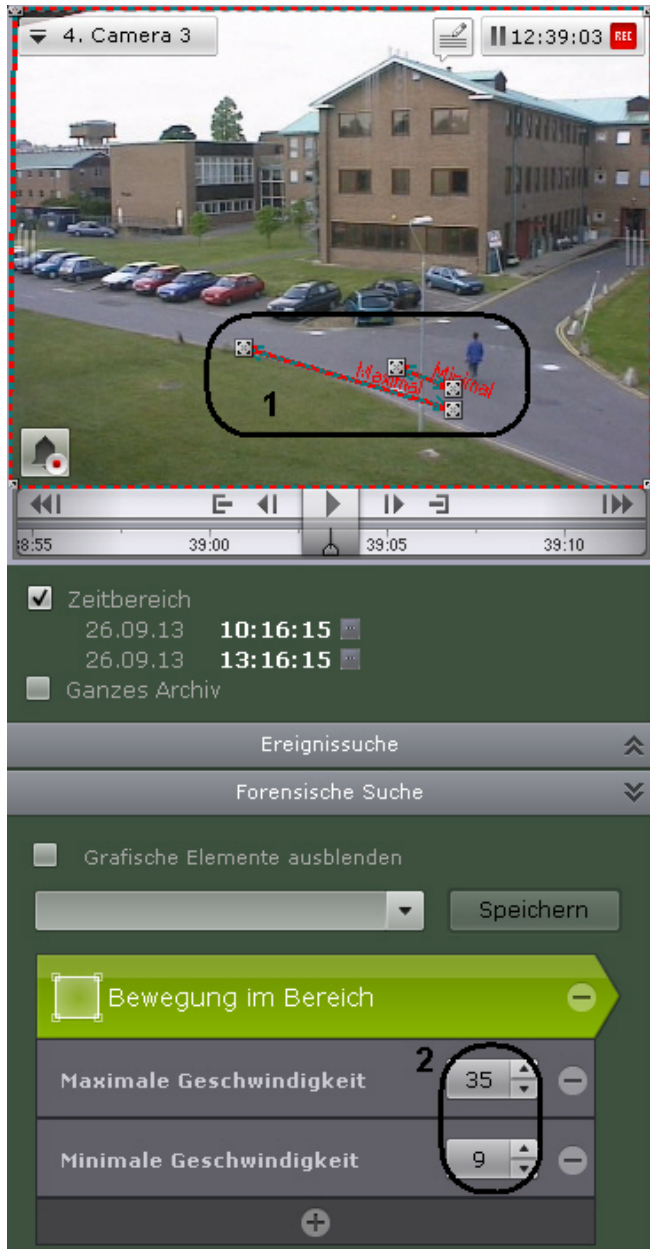 4. Camera 3
12:39:03 REC
Maximal
Minimal
1
8:55 39:00 39:05 39:10
Zeitbereich
26.09.13 10:16:15
26.09.13 13:16:15
Ganzes Archiv
Ereignissuche
Forensische Suche
Grafische Elemente ausblenden
Speichern
Bewegung im Bereich
2
Maximale Geschwindigkeit 35
Minimale Geschwindigkeit 9